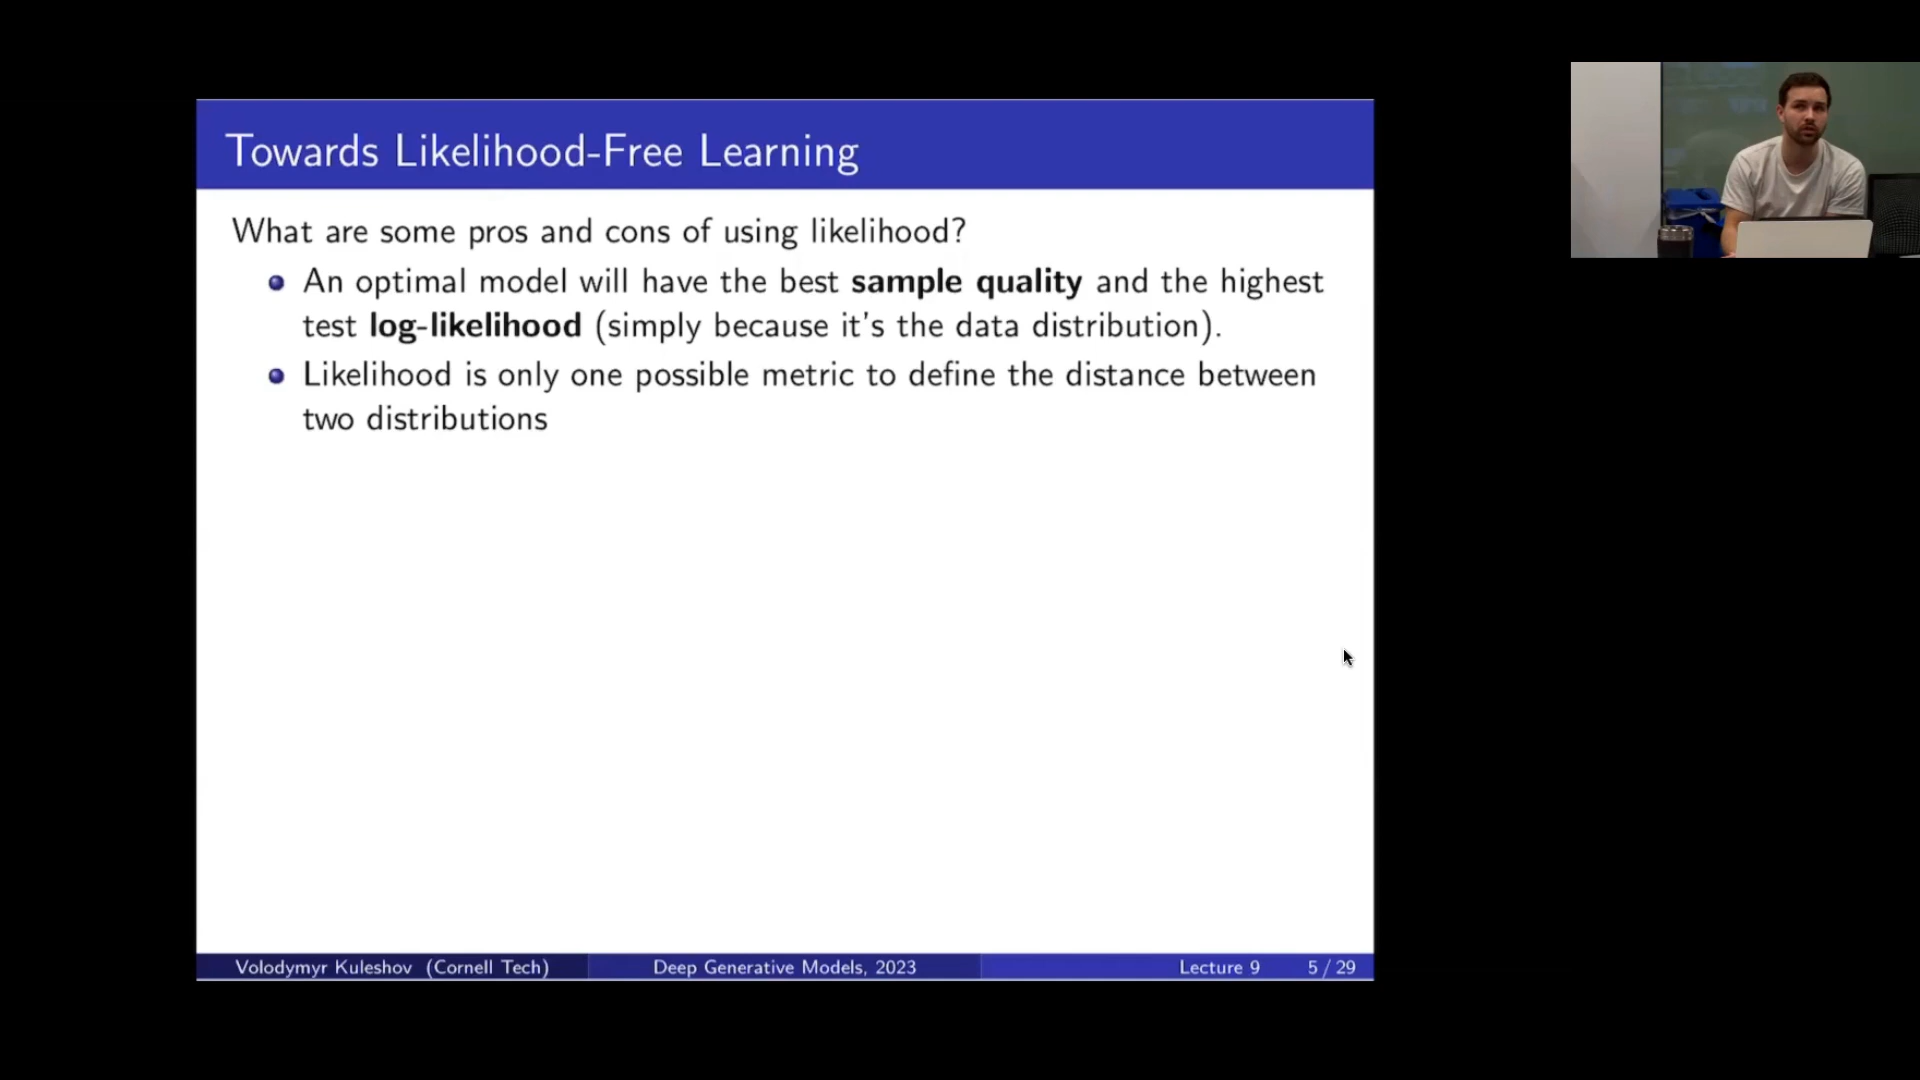 Towards Likelihood-Free Learning
What are some pros and cons of using likelihood?
An optimal model will have the best sample quality and the highest
test log-likelihood (simply because it's the data distribution).
Likelihood is only one possible metric to define the distance between
two distributions
Volodymyr Kuleshov (Cornell Tech) Deep Generative Models, 2023 Lecture 9 5 / 29